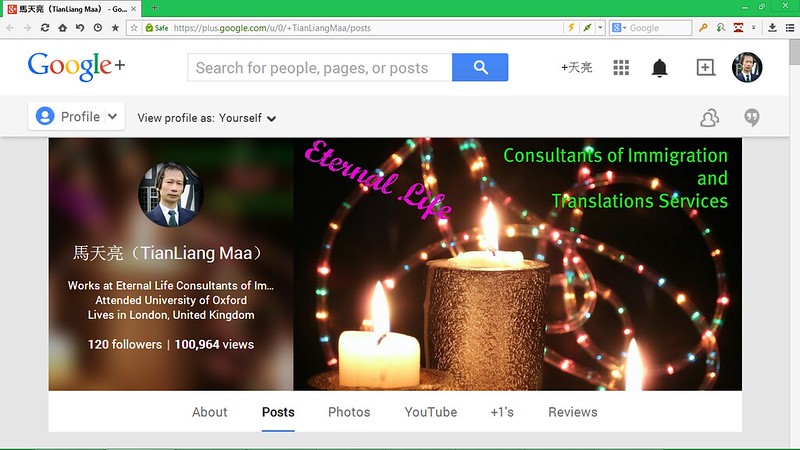 馬天亮（TianLiang Maa） - Go...
Safe https://plus.google.com/u/0/+TianLiangMaa/posts
Google
Google+
Search for people, pages, or posts
+天亮
Profile
View profile as: Yourself
Eternal Life
Consultants of Immigration
and
Translations Services
馬天亮（TianLiang Maa）
Works at Eternal Life Consultants of Im...
Attended University of Oxford
Lives in London, United Kingdom
120 followers | 100,964 views
About Posts Photos YouTube +1's Reviews